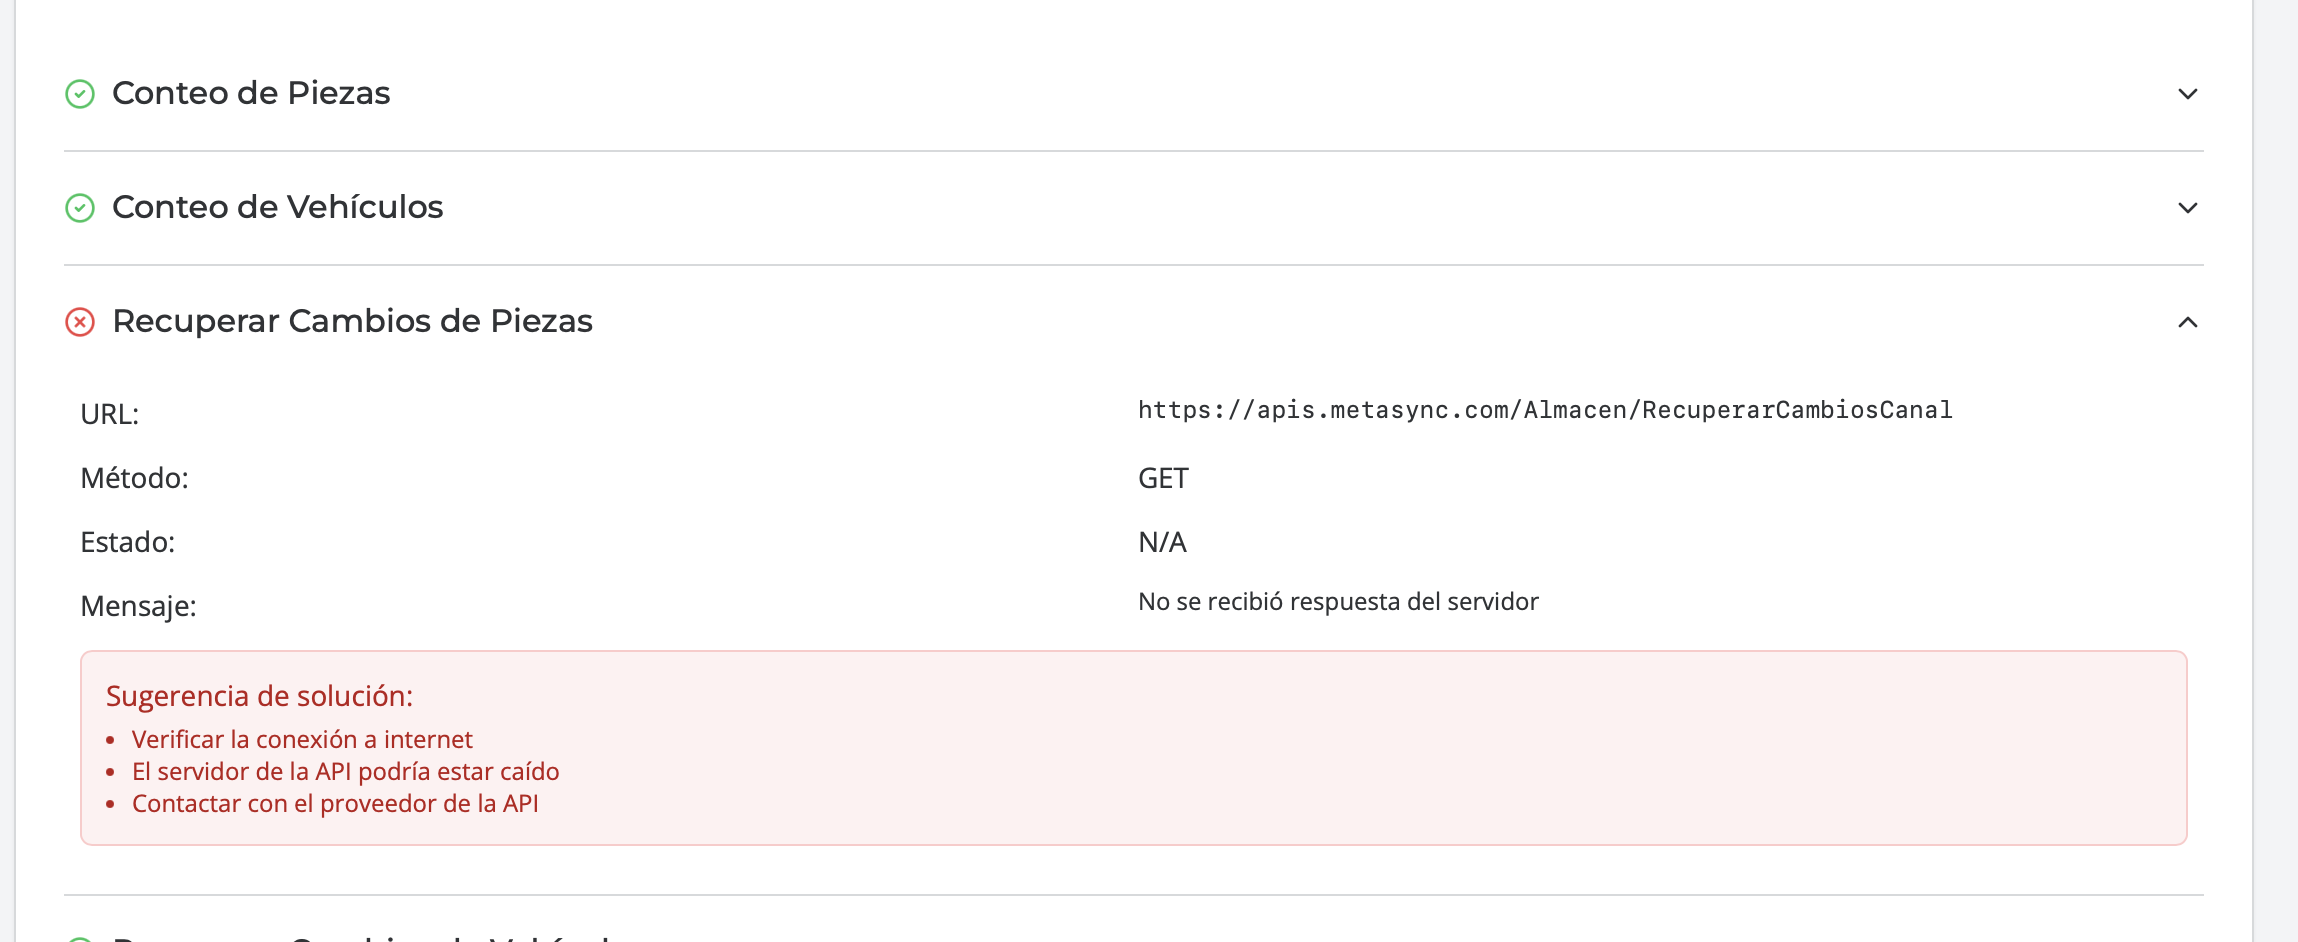 Conteo de Piezas
Conteo de Vehículos
Recuperar Cambios de Piezas
URL: https://apis.metasync.com/Almacen/RecuperarCambiosCanal
Método: GET
Estado: N/A
Mensaje: No se recibió respuesta del servidor
Sugerencia de solución:
• Verificar la conexión a internet
• El servidor de la API podría estar caído
• Contactar con el proveedor de la API